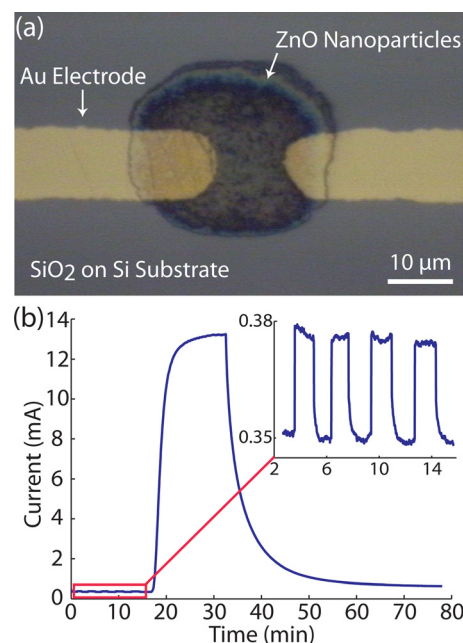 (a)
ZnO Nanoparticles
Au Electrode
SiO2 on Si Substrate
10 μm
(b)
14
12
10
8
6
4
2
0
Current (mA)
0 10 20 30 40 50 60 70 80
Time (min)
0.38
0.35
2 6 10 14